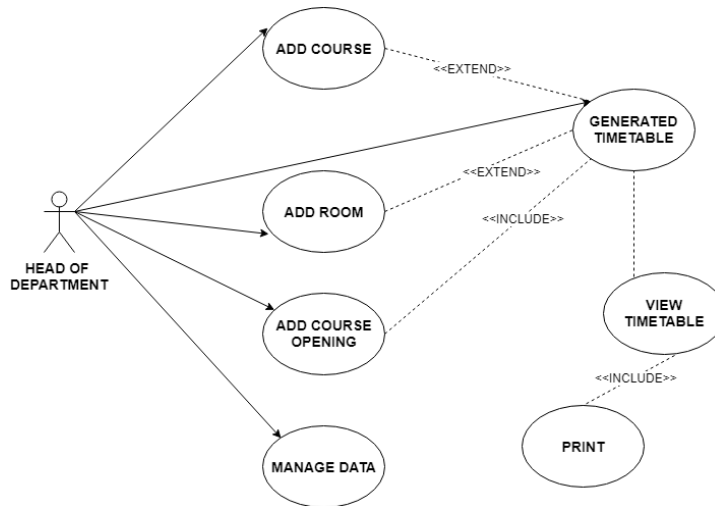 ADD COURSE
<<EXTEND>>
GENERATED
TIMETABLE
ADD ROOM
<<EXTEND>>
<<INCLUDE>>
HEAD OF
DEPARTMENT
ADD COURSE
OPENING
VIEW
TIMETABLE
<<INCLUDE>>
PRINT
MANAGE DATA